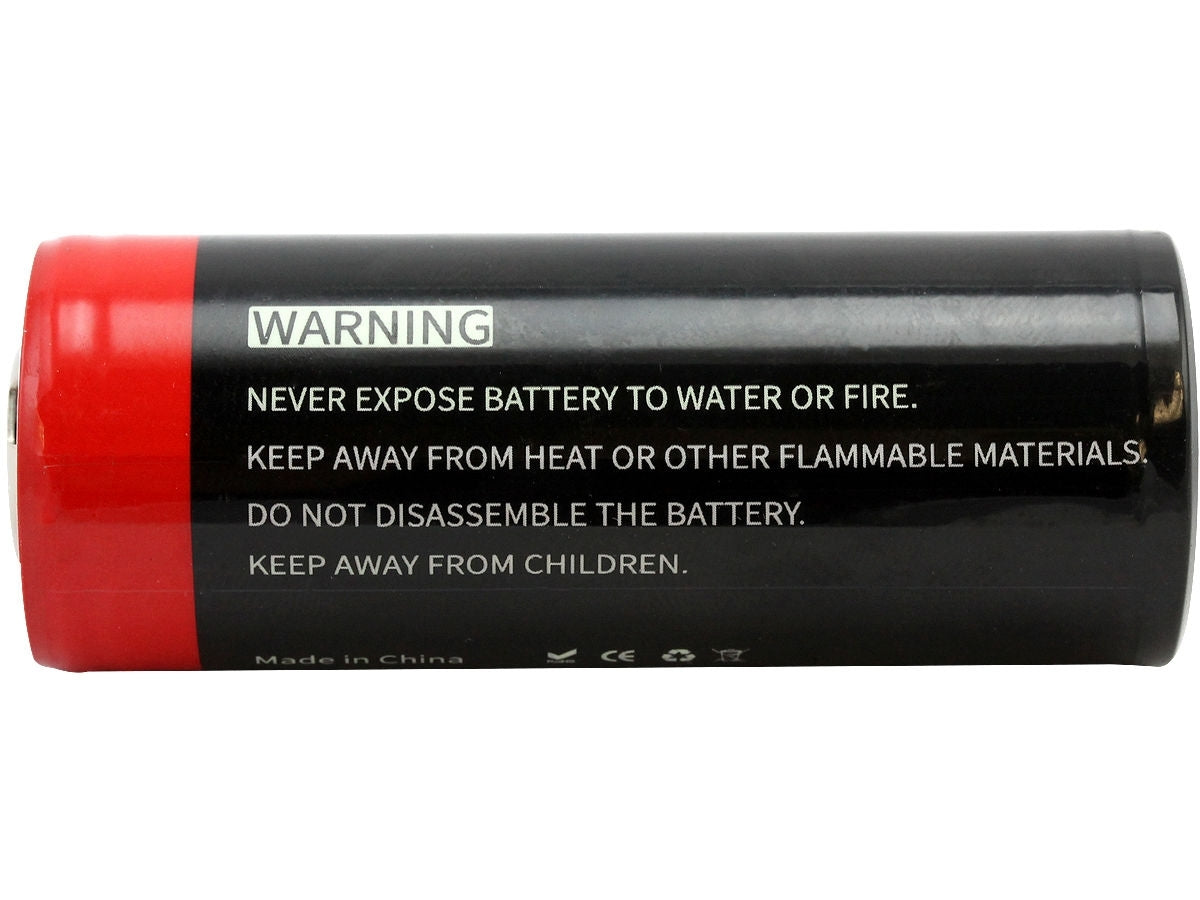 WARNING
NEVER EXPOSE BATTERY TO WATER OR FIRE.
KEEP AWAY FROM HEAT OR OTHER FLAMMABLE MATERIALS.
DO NOT DISASSEMBLE THE BATTERY.
KEEP AWAY FROM CHILDREN.
Made in China CE